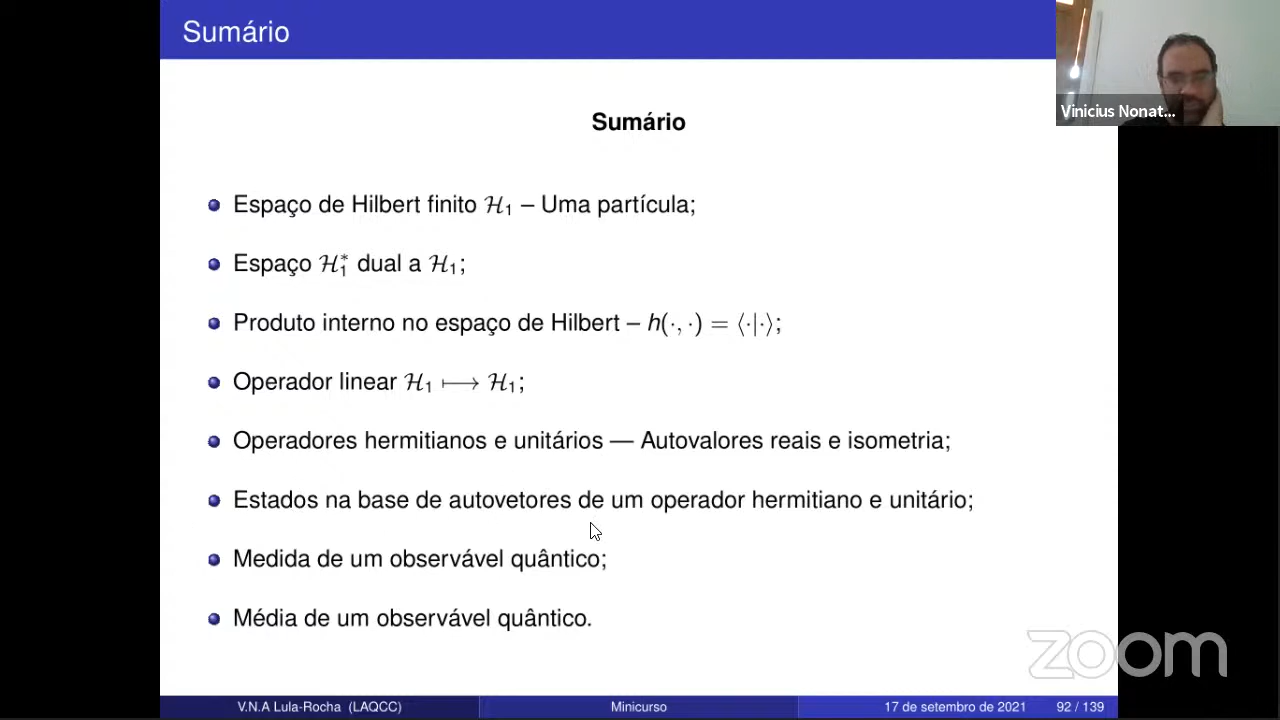 Sumário
Vinicius Nonat...
Sumário
Espaço de Hilbert finito ℋ₁ – Uma partícula;
Espaço ℋ₁* dual a ℋ₁;
Produto interno no espaço de Hilbert – h(·, ·) = ⟨·|·⟩;
Operador linear ℋ₁ ⟼ ℋ₁;
Operadores hermitianos e unitários — Autovalores reais e isometria;
Estados na base de autovetores de um operador hermitiano e unitário;
Medida de um observável quântico;
Média de um observável quântico.
zoom
V.N.A Lula-Rocha (LAQCC) Minicurso 17 de setembro de 2021 92 / 139